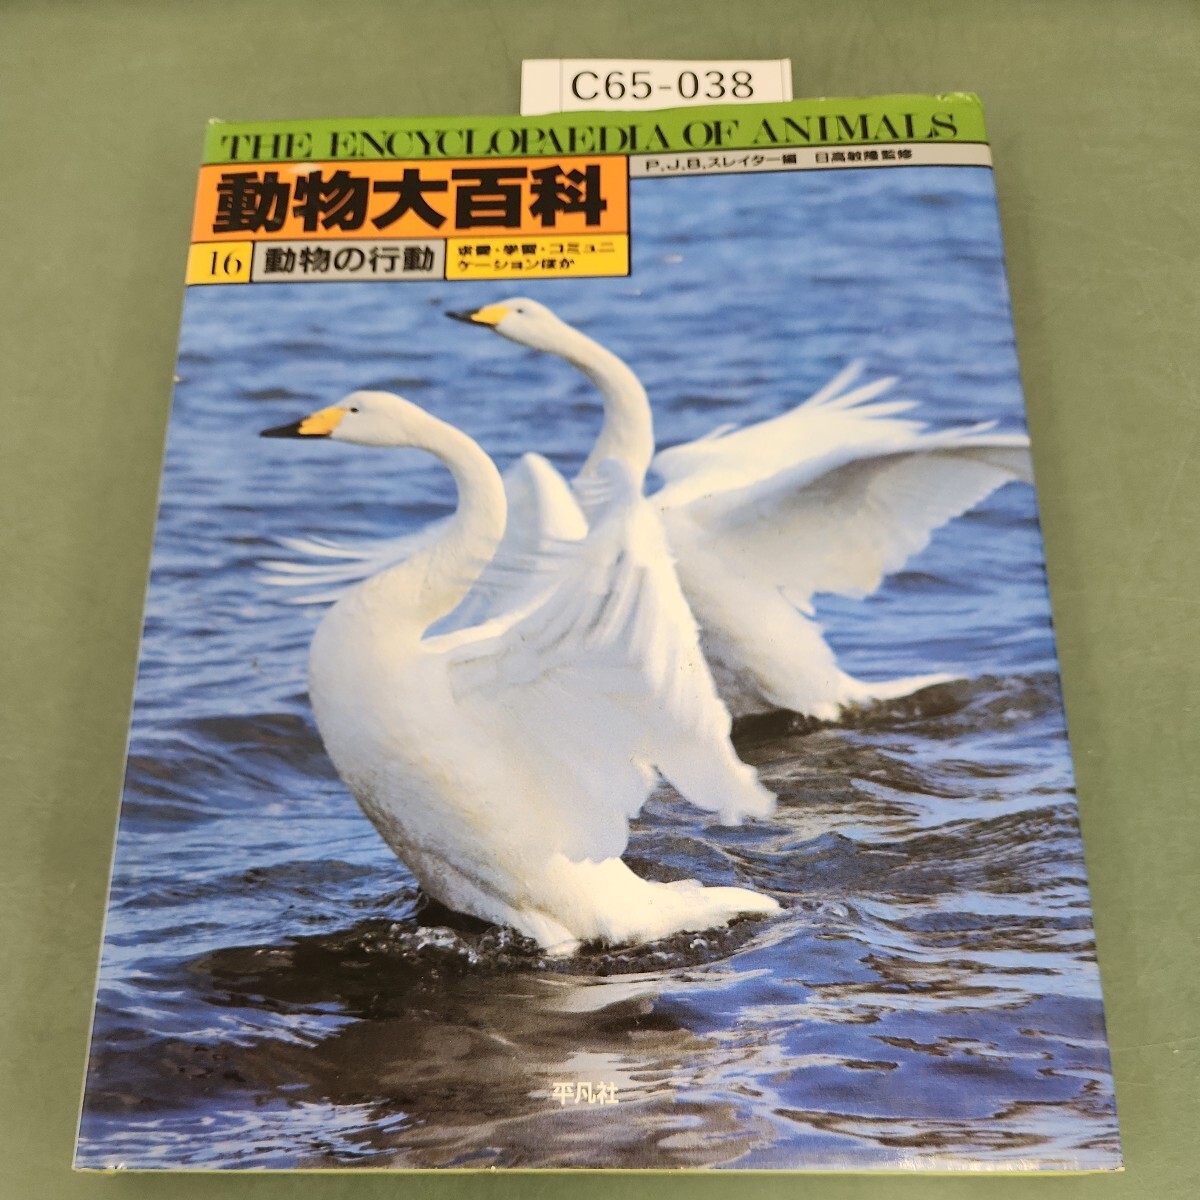 C65-038
THE ENCYCLOPAEDIA OF ANIMALS
P.J.B.スレイター編 日高敏隆監修
動物大百科
16 動物の行動
求愛・学習・コミュニ
ケーションほか
平凡社